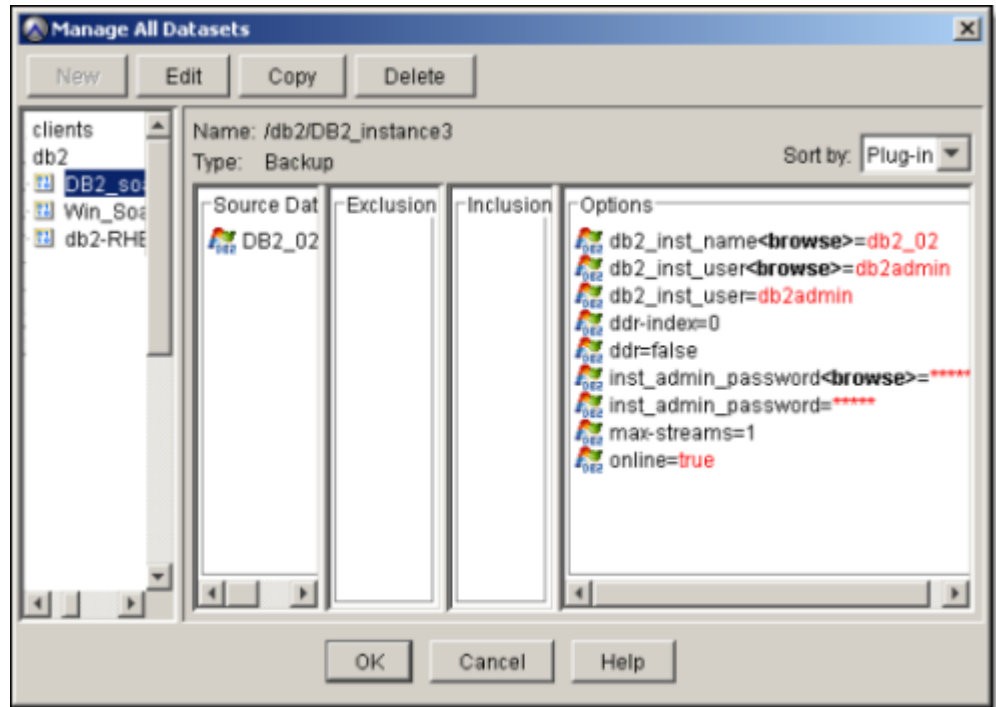 Manage All Datasets
New Edit Copy Delete
clients
db2
DB2_soa
Win_Soa
db2-RHE
Name: /db2/DB2_instance3
Type: Backup
Sort by: Plug-in
Source Dat
DB2_02
Exclusion
Inclusion
Options
db2_inst_name<browse>=db2_02
db2_inst_user<browse>=db2admin
db2_inst_user=db2admin
ddr-index=0
ddr=false
inst_admin_password<browse>=*****
inst_admin_password=*****
max-streams=1
online=true
OK Cancel Help